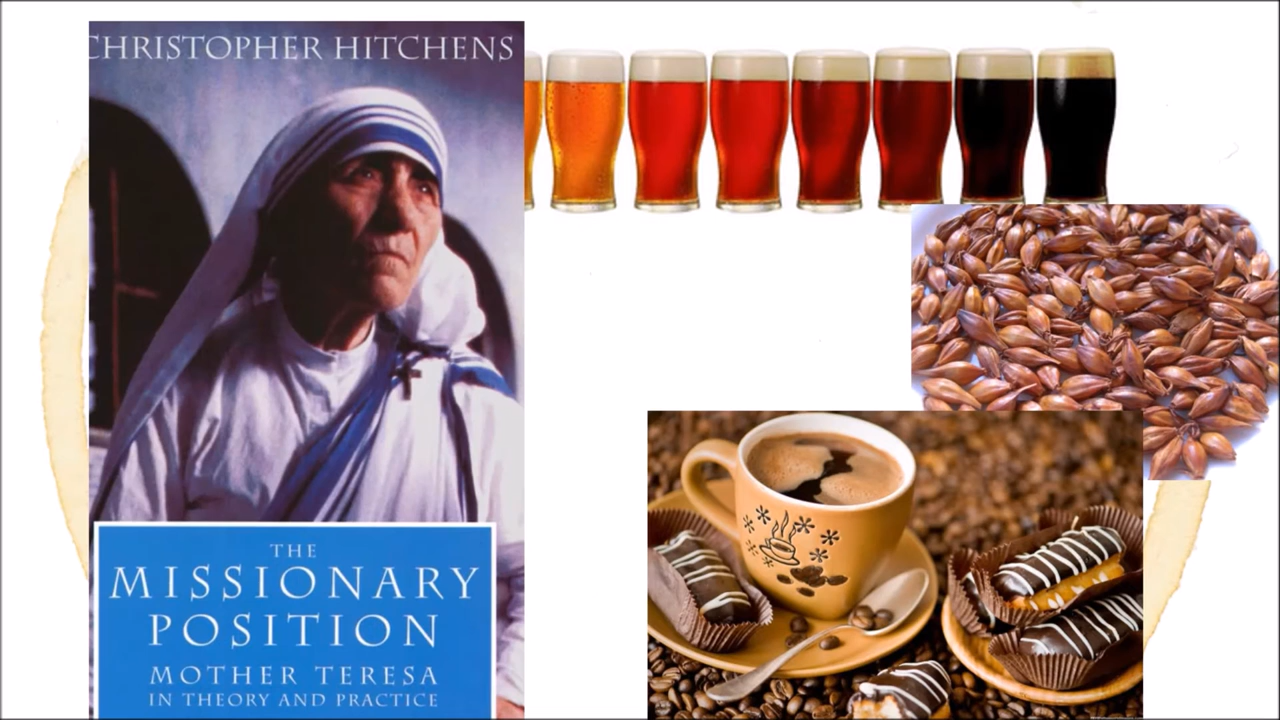 CHRISTOPHER HITCHENS
THE
MISSIONARY
POSITION
MOTHER TERESA
IN THEORY AND PRACTICE